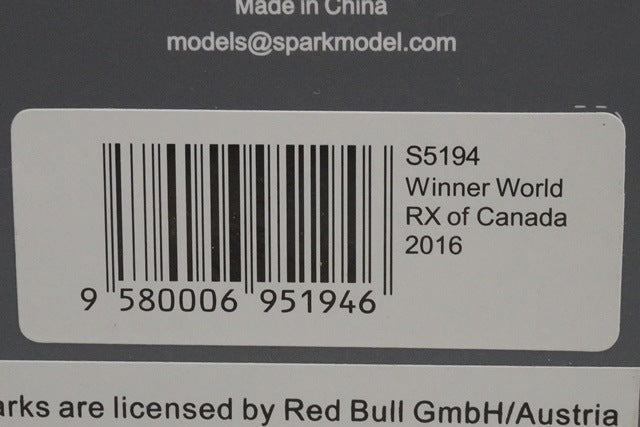 Made in China
models@sparkmodel.com
S5194
Winner World
RX of Canada
2016
9 580006 951946
are licensed by Red Bull GmbH/Austria